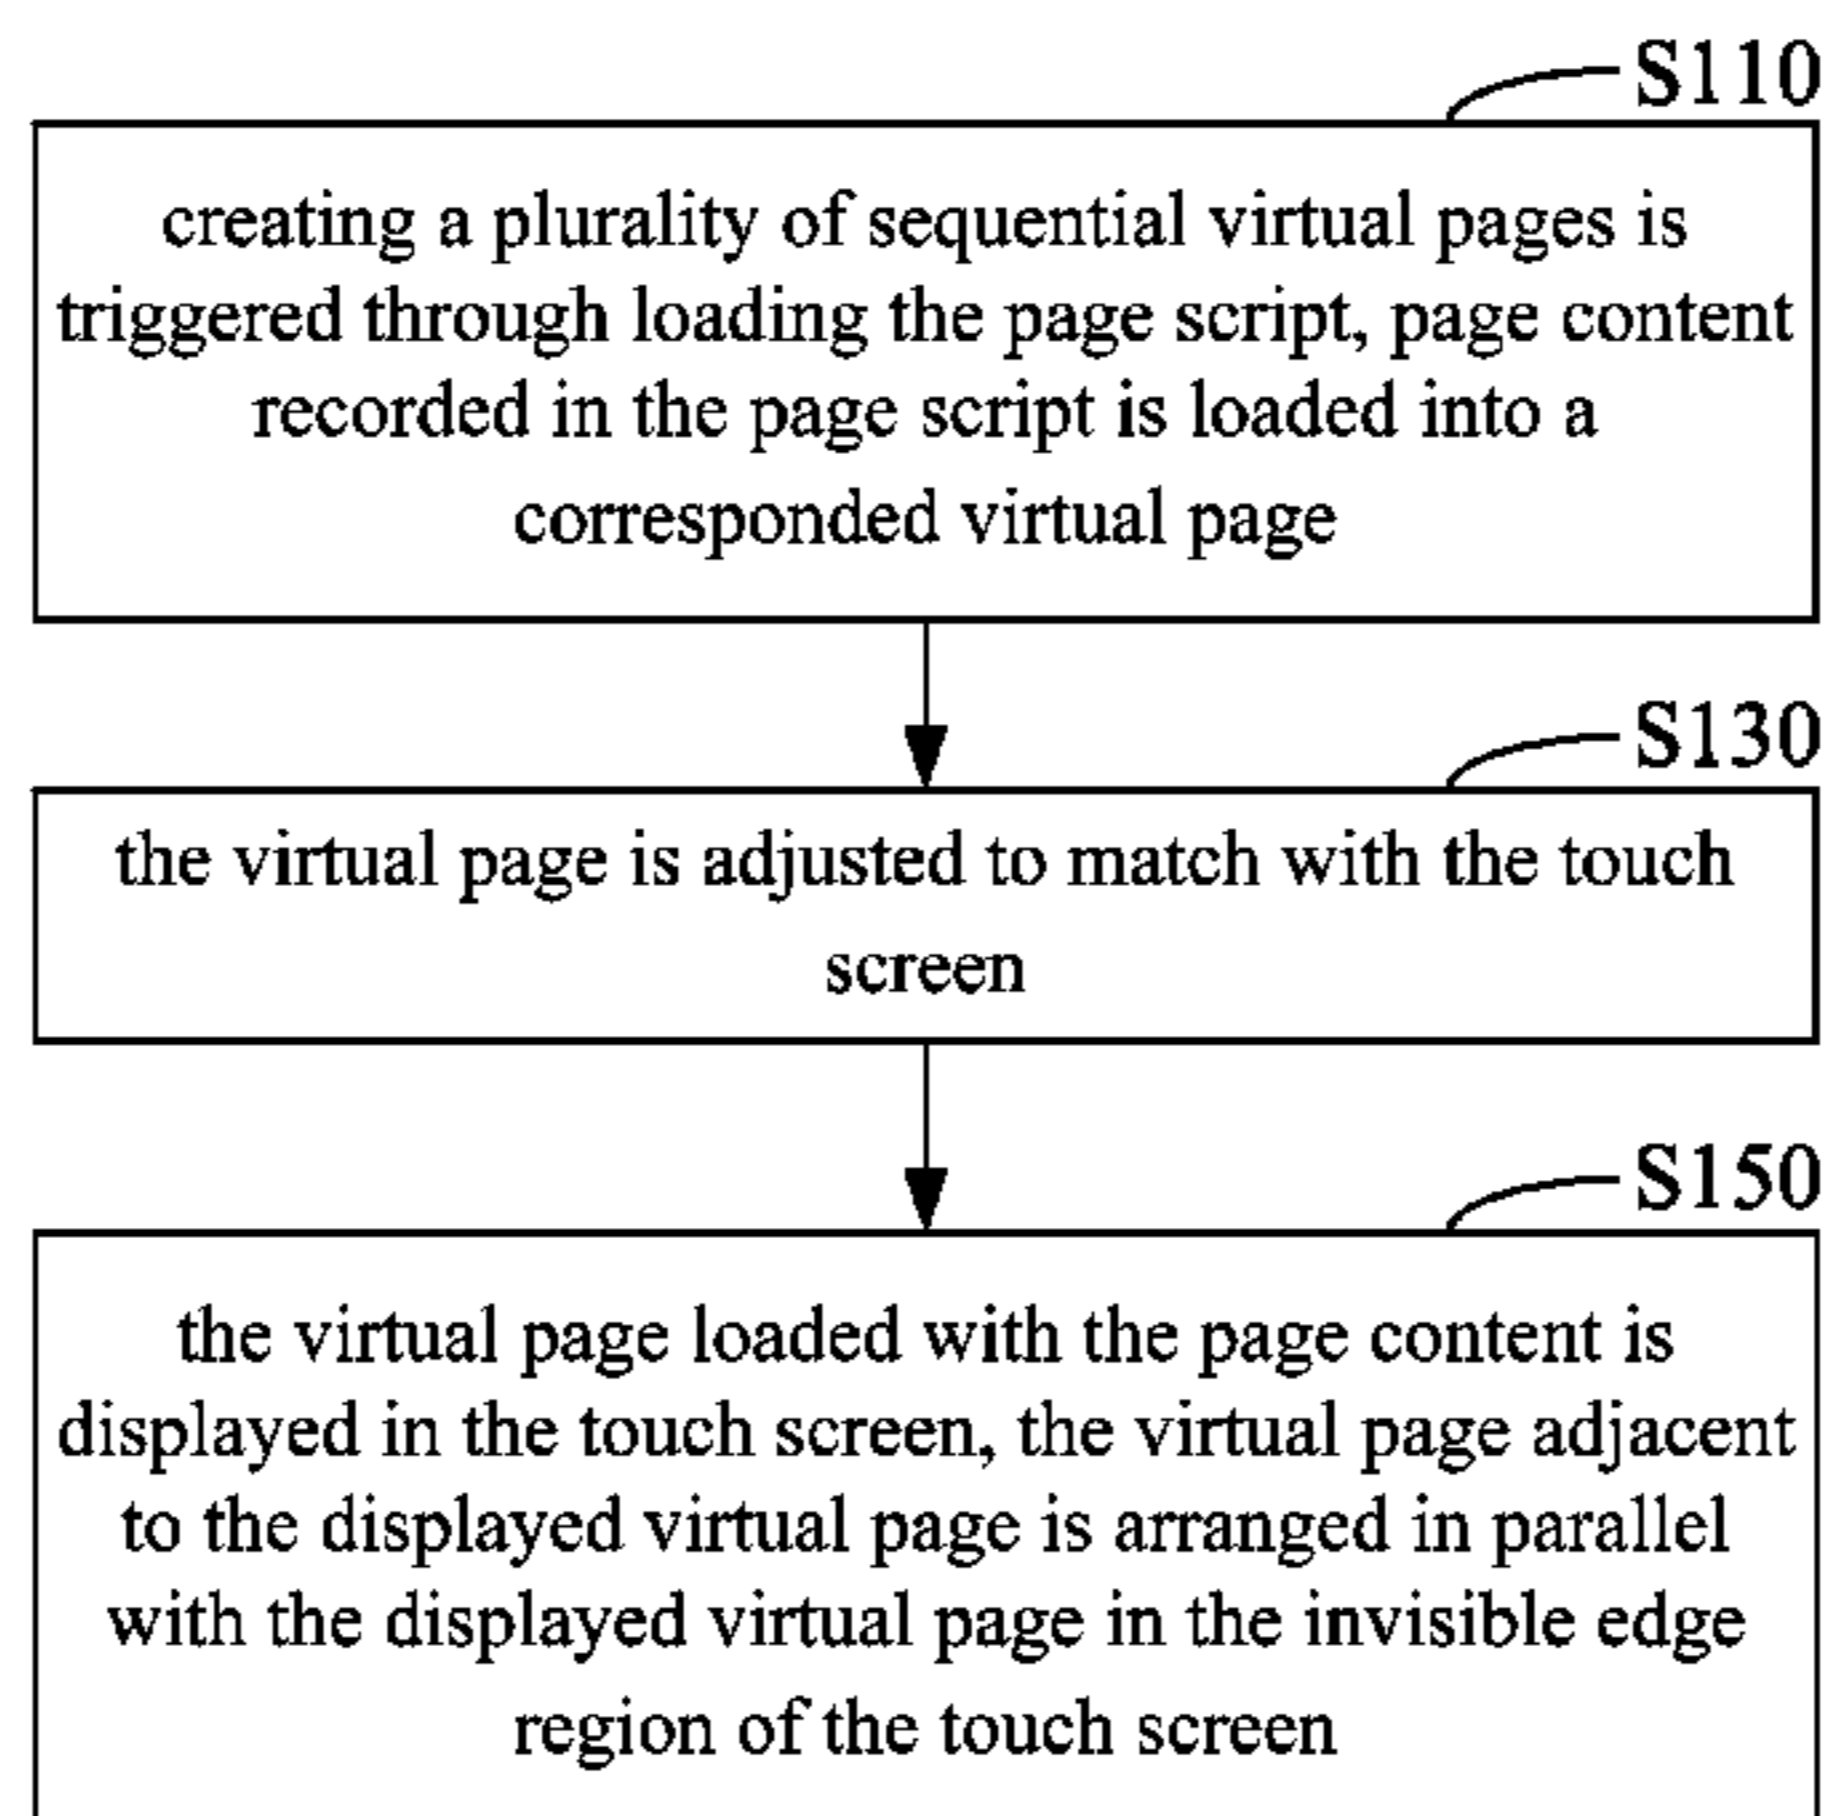 S110
creating a plurality of sequential virtual pages is
triggered through loading the page script, page content
recorded in the page script is loaded into a
corresponded virtual page
S130
the virtual page is adjusted to match with the touch
screen
S150
the virtual page loaded with the page content is
displayed in the touch screen, the virtual page adjacent
to the displayed virtual page is arranged in parallel
with the displayed virtual page in the invisible edge
region of the touch screen